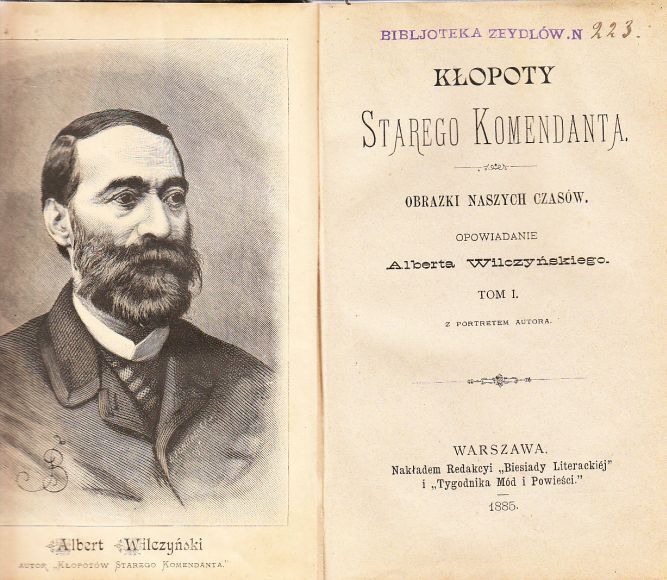 Albert Wilczyński
AUTOR „KŁOPOTÓW STAREGO KOMENDANTA."
BIBLJOTEKA ZEYDLÓW.N 223.
KŁOPOTY
STAREGO KOMENDANTA.
OBRAZKI NASZYCH CZASÓW.
OPOWIADANIE
Alberta Wilczyńskiego.
TOM I.
Z PORTRETEM AUTORA.
WARSZAWA,
Nakładem Redakcyi „Biesiady Literackiéj”
i „Tygodnika Mód i Powieści.”
1885.